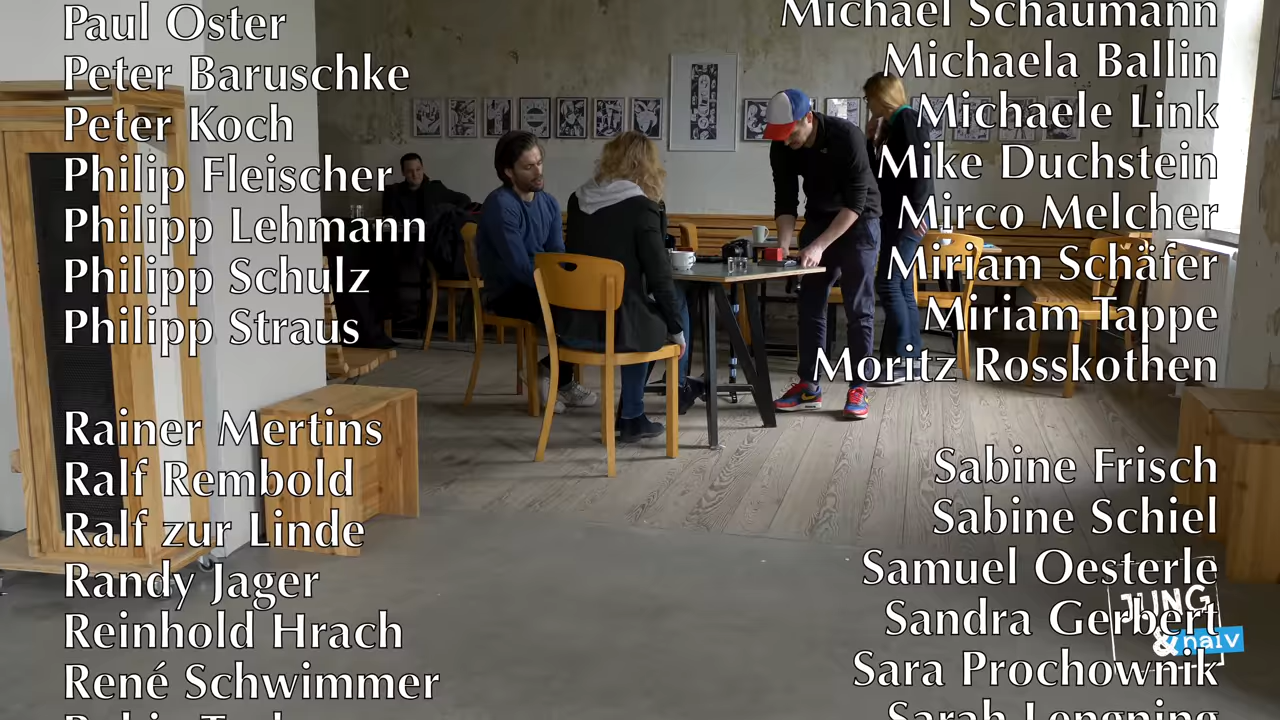 Paul Oster
Peter Baruschke
Peter Koch
Philip Fleischer
Philipp Lehmann
Philipp Schulz
Philipp Straus
Rainer Mertins
Ralf Rembold
Ralf zur Linde
Randy Jager
Reinhold Hrach
René Schwimmer
Michael Schaumann
Michaela Ballin
Michaele Link
Mike Duchstein
Mirco Melcher
Miriam Schäfer
Miriam Tappe
Moritz Rosskothen
Sabine Frisch
Sabine Schiel
Samuel Oesterle
Sandra Gerbert
Sara Prochownik
Sarah Lengning
JUNG
& naiv